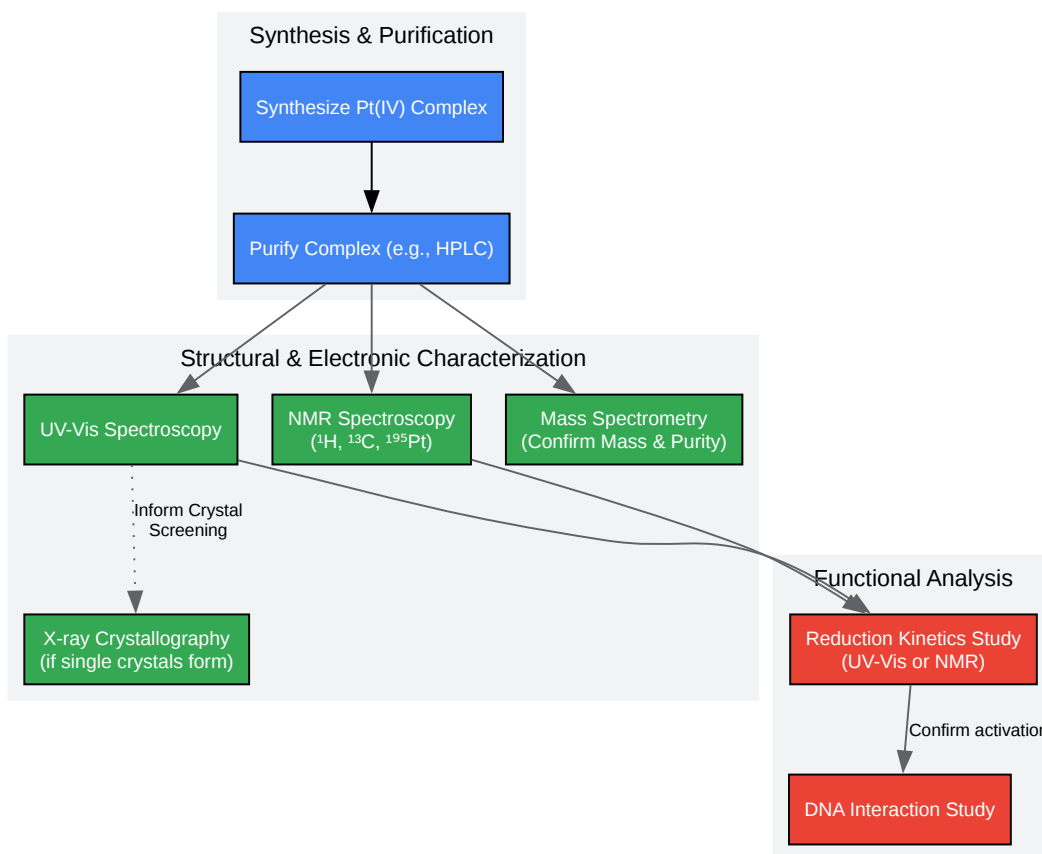 Synthesis & Purification
Synthesize Pt(IV) Complex
Purify Complex (e.g., HPLC)
Structural & Electronic Characterization
UV-Vis Spectroscopy
NMR Spectroscopy
(¹H, ¹³C, ¹⁹⁵Pt)
Mass Spectrometry
(Confirm Mass & Purity)
Inform Crystal
Screening
X-ray Crystallography
(if single crystals form)
Functional Analysis
Reduction Kinetics Study
(UV-Vis or NMR)
Confirm activation
DNA Interaction Study